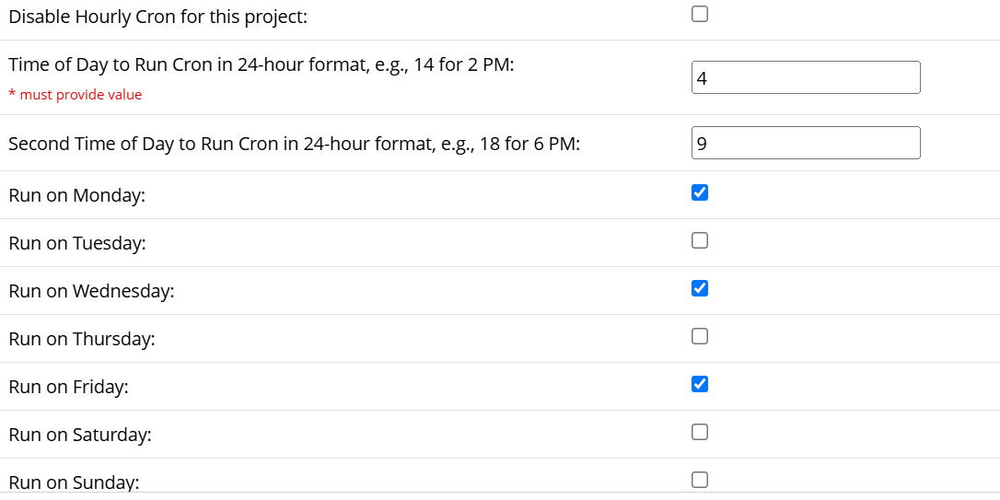 Disable Hourly Cron for this project:
Time of Day to Run Cron in 24-hour format, e.g., 14 for 2 PM:
* must provide value
4
Second Time of Day to Run Cron in 24-hour format, e.g., 18 for 6 PM:
9
Run on Monday:
Run on Tuesday:
Run on Wednesday:
Run on Thursday:
Run on Friday:
Run on Saturday:
Run on Sunday: